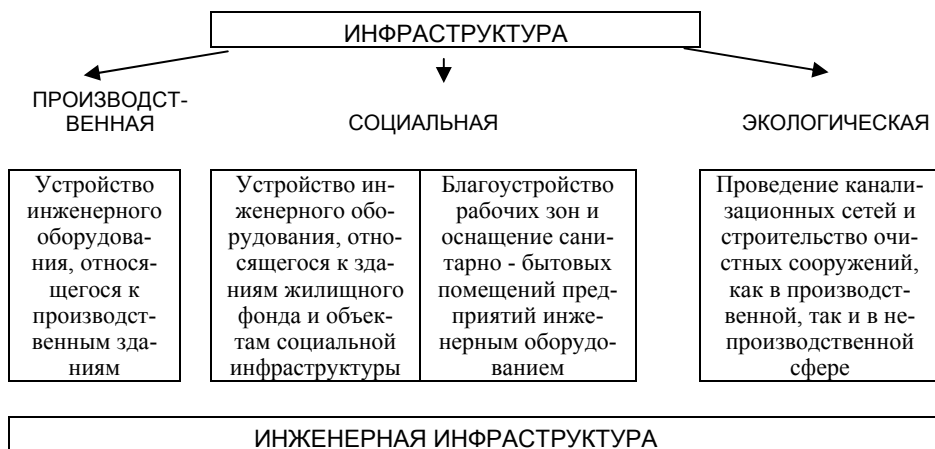 ИНФРАСТРУКТУРА
ПРОИЗВОДСТ-
ВЕННАЯ
СОЦИАЛЬНАЯ
ЭКОЛОГИЧЕСКАЯ
Устройство
инженерного
оборудова-
ния, относя-
щегося к
производст-
венным зда-
ниям
Устройство ин-
женерного обо-
рудования, отно-
сящегося к зда-
ниям жилищного
фонда и объек-
там социальной
инфраструктуры
Благоустройство
рабочих зон и
оснащение сани-
тарно - бытовых
помещений пред-
приятий инже-
нерным оборудо-
ванием
Проведение канали-
зационных сетей и
строительство очи-
стных сооружений,
как в производст-
венной, так и в не-
производственной
сфере
ИНЖЕНЕРНАЯ ИНФРАСТРУКТУРА